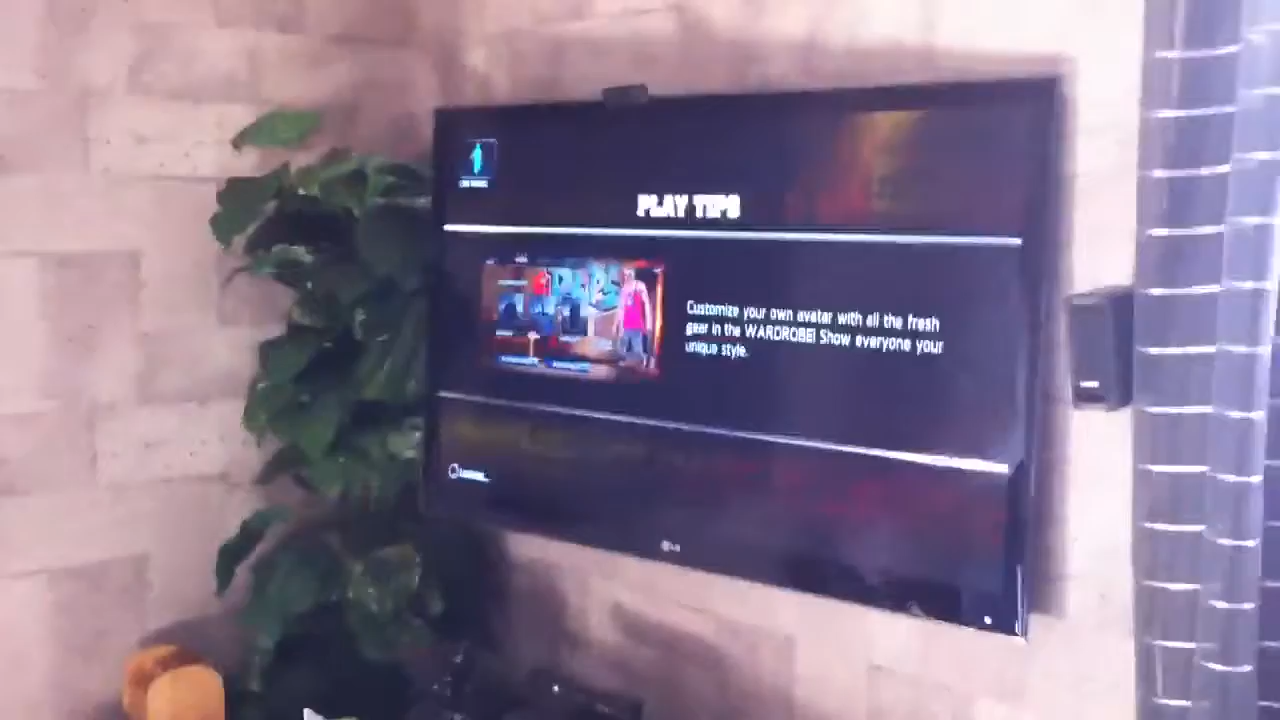 PLAY TIPS
Customize your own avatar with all the fresh
gear in the WARDROBE! Show everyone your
unique style.
LG